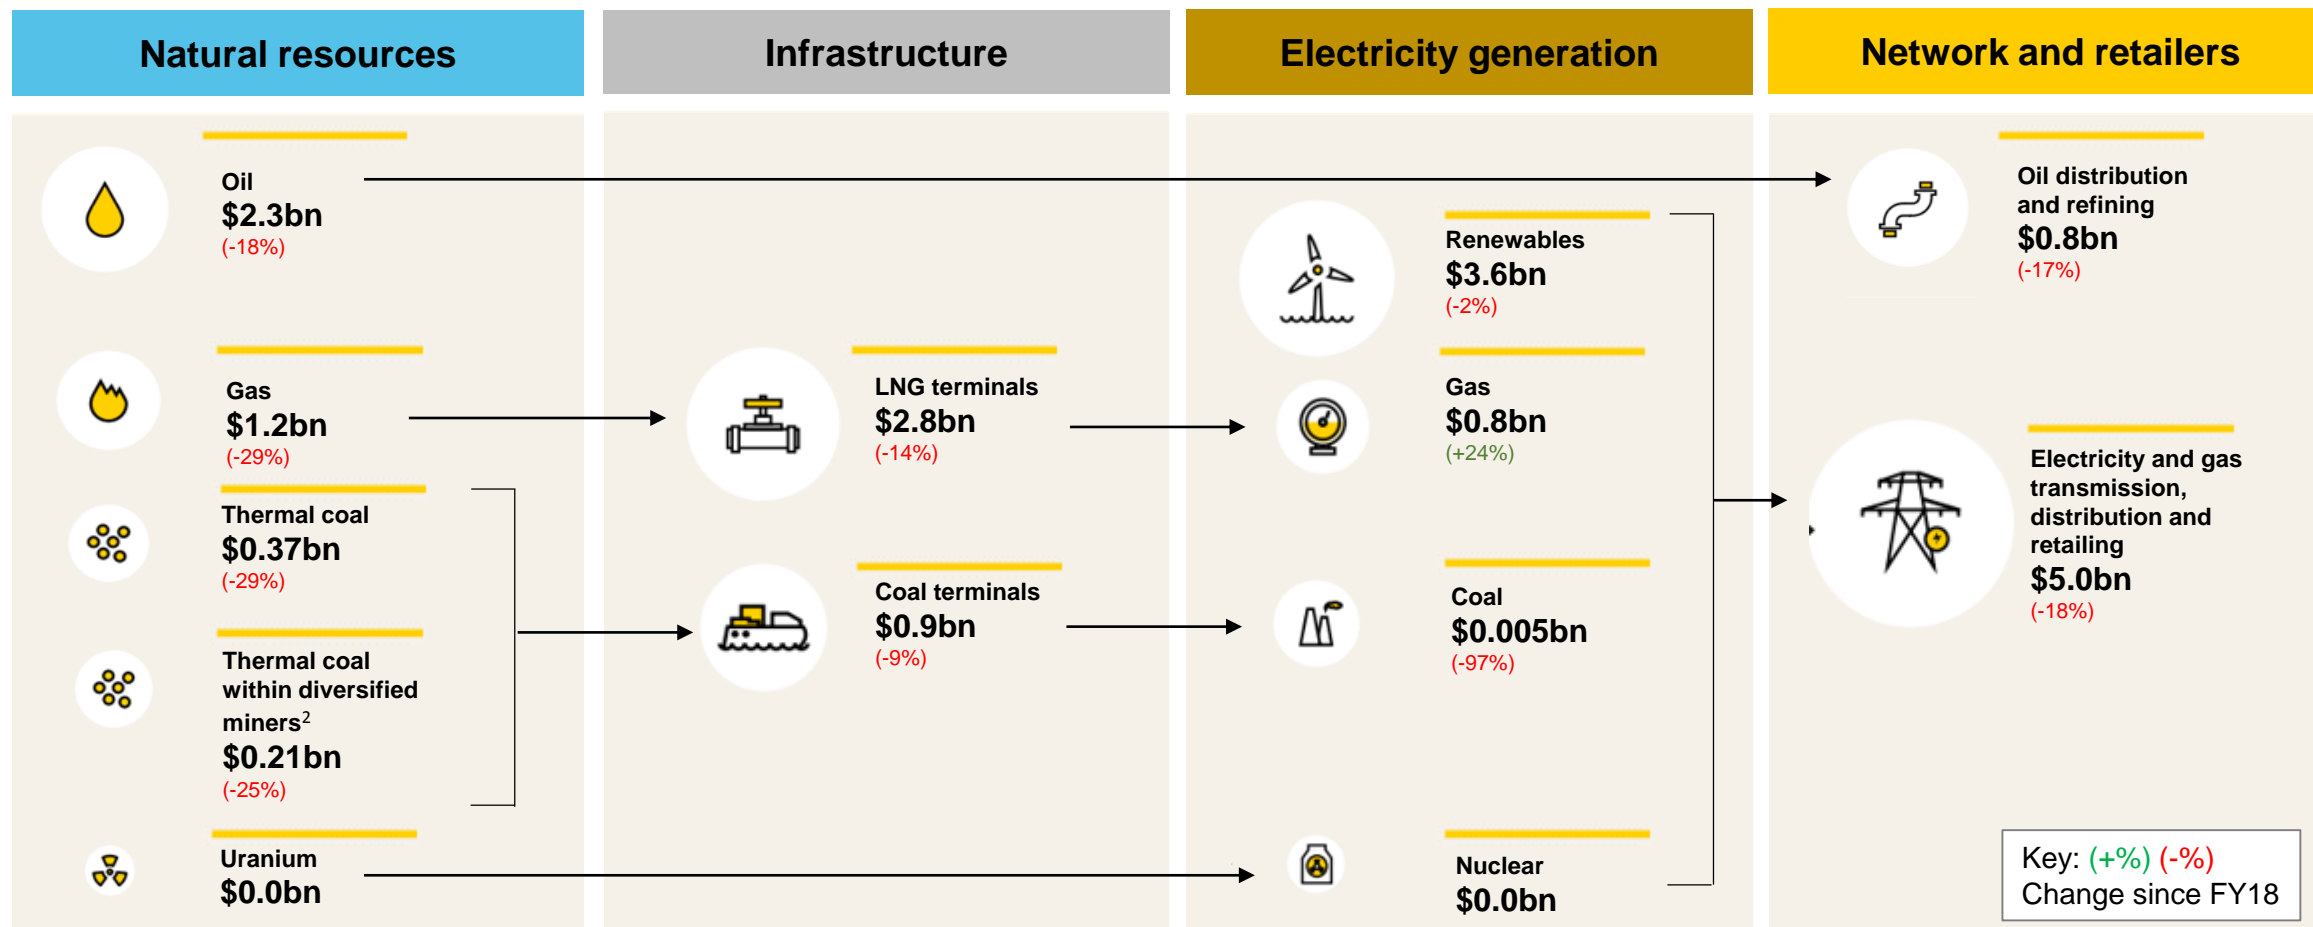 Natural resources
Infrastructure
Electricity generation
Network and retailers
Oil
$2.3bn
(-18%)
Gas
$1.2bn
(-29%)
Thermal coal
$0.37bn
(-29%)
Thermal coal
within diversified
miners²
$0.21bn
(-25%)
Uranium
$0.0bn
LNG terminals
$2.8bn
(-14%)
Coal terminals
$0.9bn
(-9%)
Renewables
$3.6bn
(-2%)
Gas
$0.8bn
(+24%)
Coal
$0.005bn
(-97%)
Nuclear
$0.0bn
Oil distribution
and refining
$0.8bn
(-17%)
Electricity and gas
transmission,
distribution and
retailing
$5.0bn
(-18%)
Key: (+%) (-%)
Change since FY18